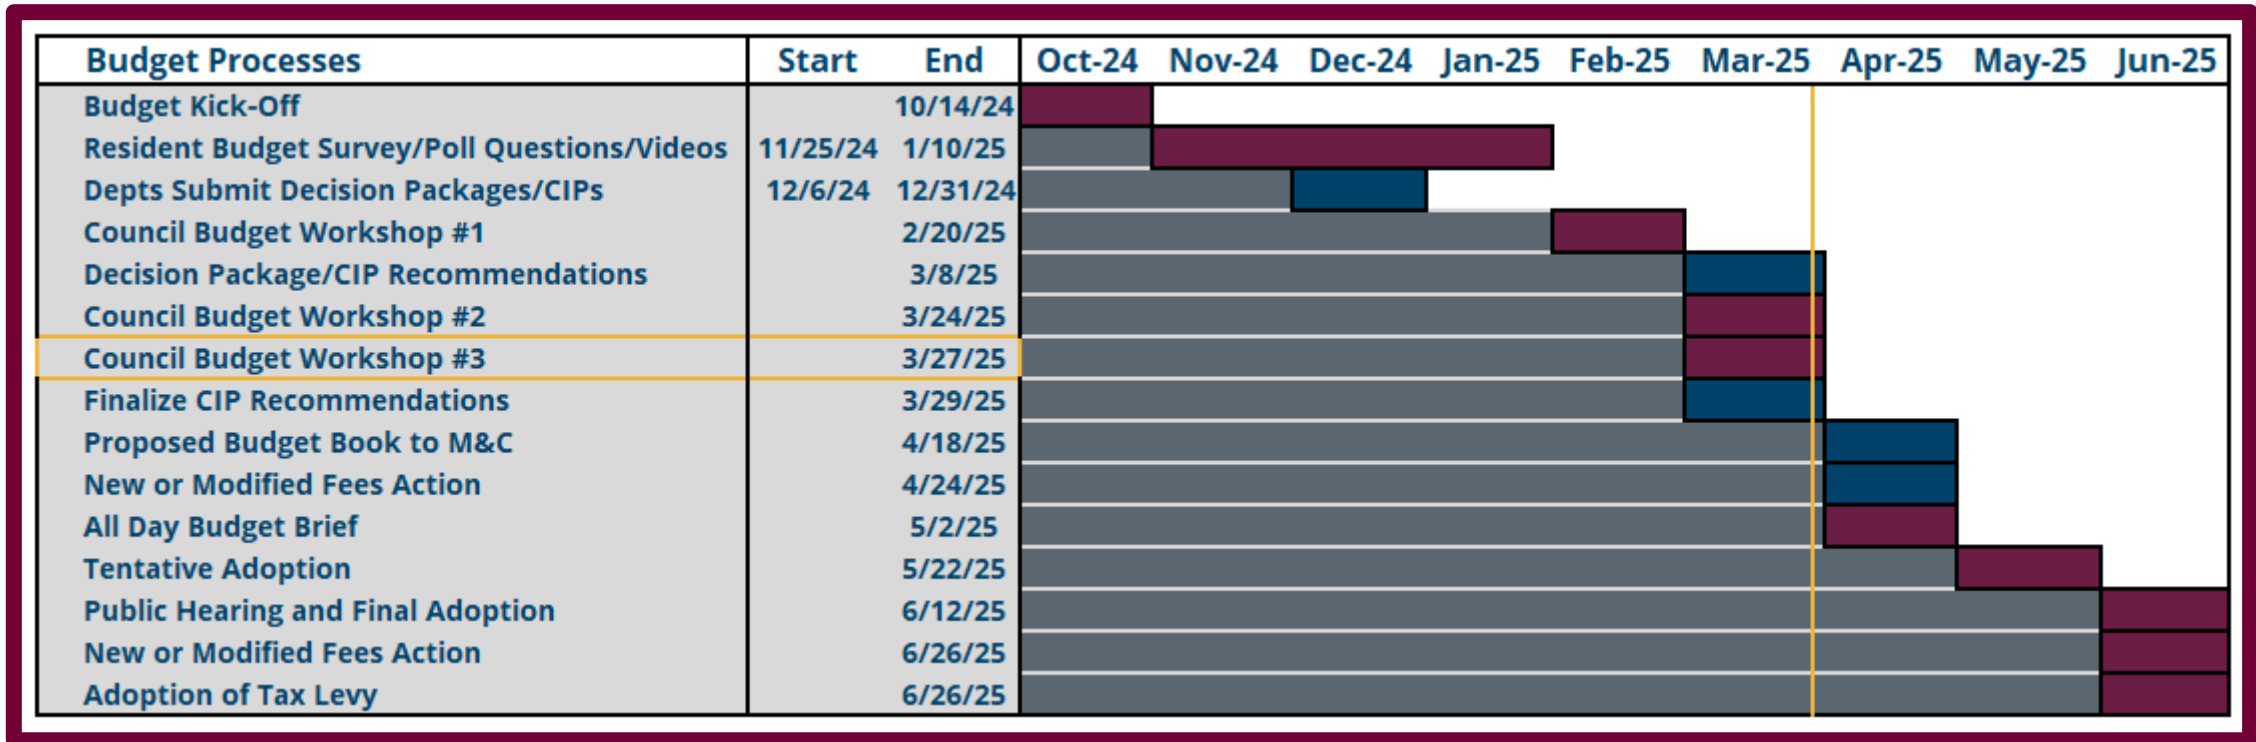 Budget Processes Start End Oct-24 Nov-24 Dec-24 Jan-25 Feb-25 Mar-25 Apr-25 May-25 Jun-25
Budget Kick-Off 10/14/24
Resident Budget Survey/Poll Questions/Videos 11/25/24 1/10/25
Depts Submit Decision Packages/CIPs 12/6/24 12/31/24
Council Budget Workshop #1 2/20/25
Decision Package/CIP Recommendations 3/8/25
Council Budget Workshop #2 3/24/25
Council Budget Workshop #3 3/27/25
Finalize CIP Recommendations 3/29/25
Proposed Budget Book to M&C 4/18/25
New or Modified Fees Action 4/24/25
All Day Budget Brief 5/2/25
Tentative Adoption 5/22/25
Public Hearing and Final Adoption 6/12/25
New or Modified Fees Action 6/26/25
Adoption of Tax Levy 6/26/25